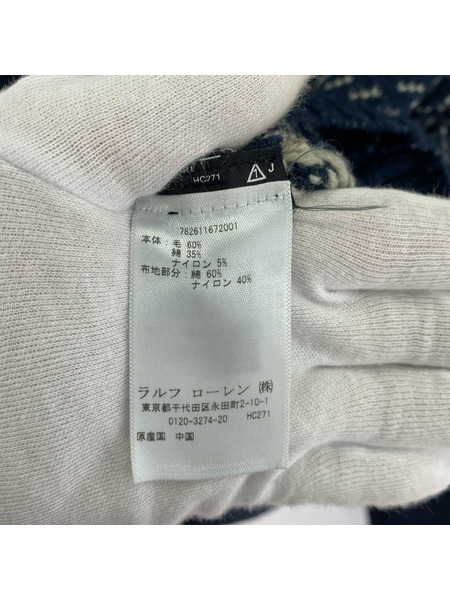 HC271
J
782611672001
本体：毛 60%
綿 35%
ナイロン 5%
布地部分：綿 60%
ナイロン 40%
ラルフ ローレン ㈱
東京都千代田区永田町2-10-1
0120-3274-20 HC271
原産国 中国